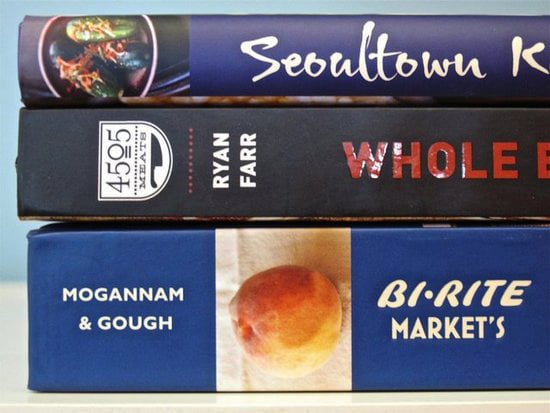 Seoultown K
4505
MEATS
RYAN
FARR
WHOLE B
MOGANNAM
& GOUGH
BI-RITE
MARKET'S